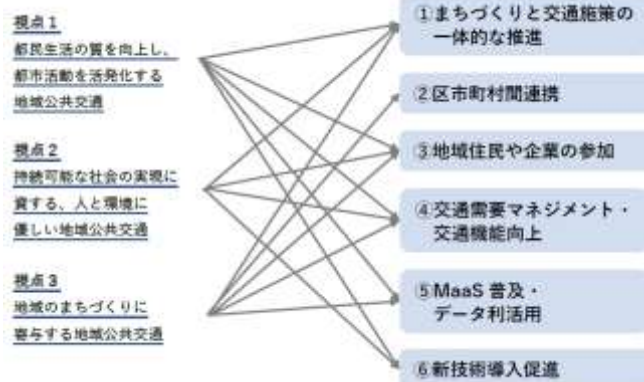 視点1
都民生活の質を向上し、
都市活動を活発化する
地域公共交通
視点2
持続可能な社会の実現に
資する、人と環境に
優しい地域公共交通
視点3
地域のまちづくりに
寄与する地域公共交通
①まちづくりと交通施策の
一体的な推進
②区市町村間連携
③地域住民や企業の参加
④交通需要マネジメント・
交通機能向上
⑤MaaS 普及・
データ利活用
⑥新技術導入促進